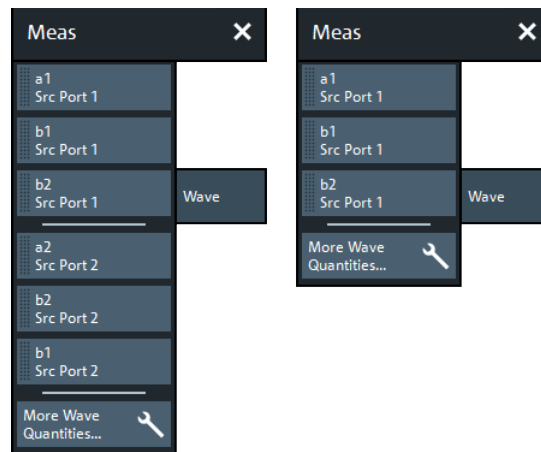 Meas
a1
Src Port 1
b1
Src Port 1
b2
Src Port 1
Wave
a2
Src Port 2
b2
Src Port 2
b1
Src Port 2
More Wave
Quantities...
Meas
a1
Src Port 1
b1
Src Port 1
b2
Src Port 1
Wave
More Wave
Quantities...